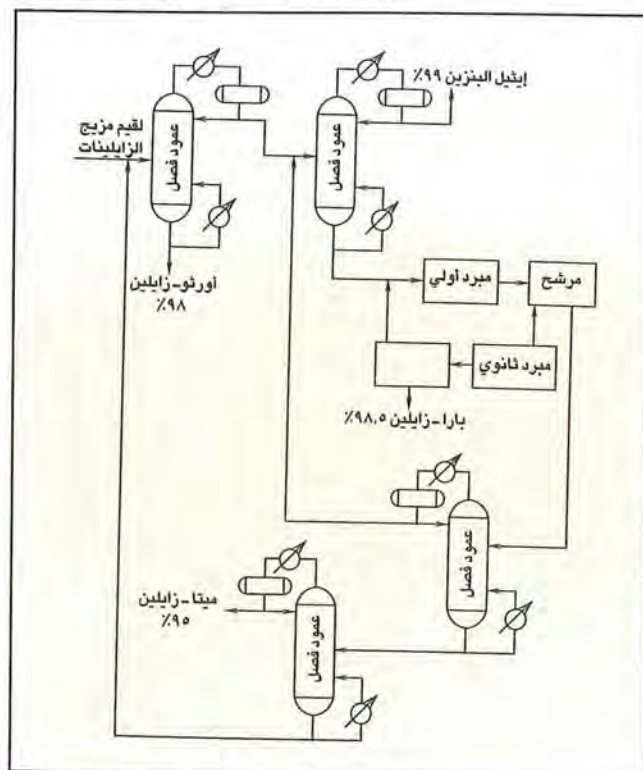 إيثيل البنزين ٩٩٪
لقيم مزيج
الزايلينات
عمود فصل
عمود فصل
أورثو-زايلين
٩٨٪
مبرد أولي
مرشح
مبرد ثانوي
بارا-زايلين ٩٨،٥٪
عمود فصل
ميتا-زايلين
٩٥٪
عمود فصل